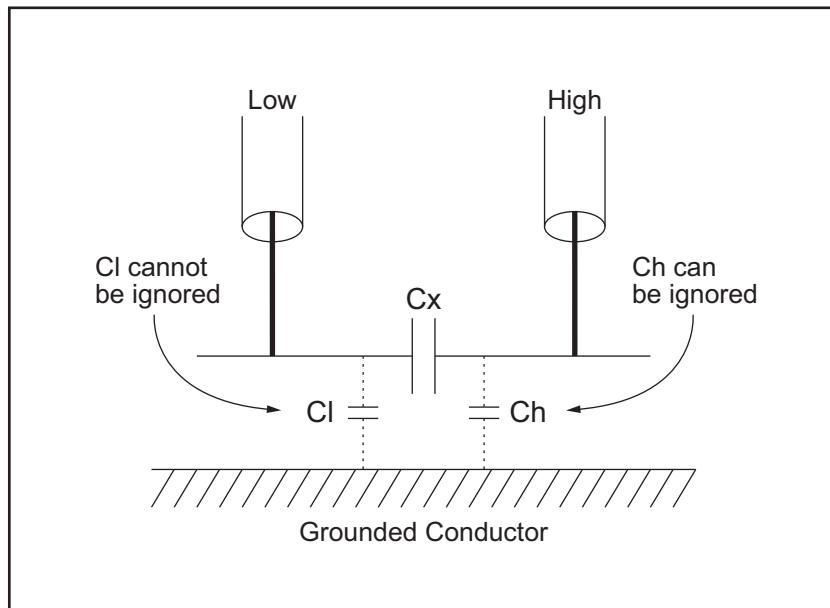 Low
High
Cl cannot
be ignored
Ch can
be ignored
Cx
Cl
Ch
Grounded Conductor